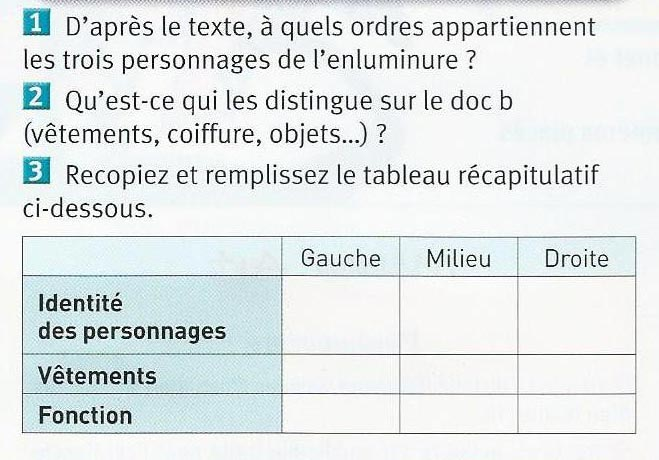 1 D'après le texte, à quels ordres appartiennent
les trois personnages de l'enluminure ?
2 Qu'est-ce qui les distingue sur le doc b
(vêtements, coiffure, objets...) ?
3 Recopiez et remplissez le tableau récapitulatif
ci-dessous.
Gauche Milieu Droite
Identité
des personnages
Vêtements
Fonction